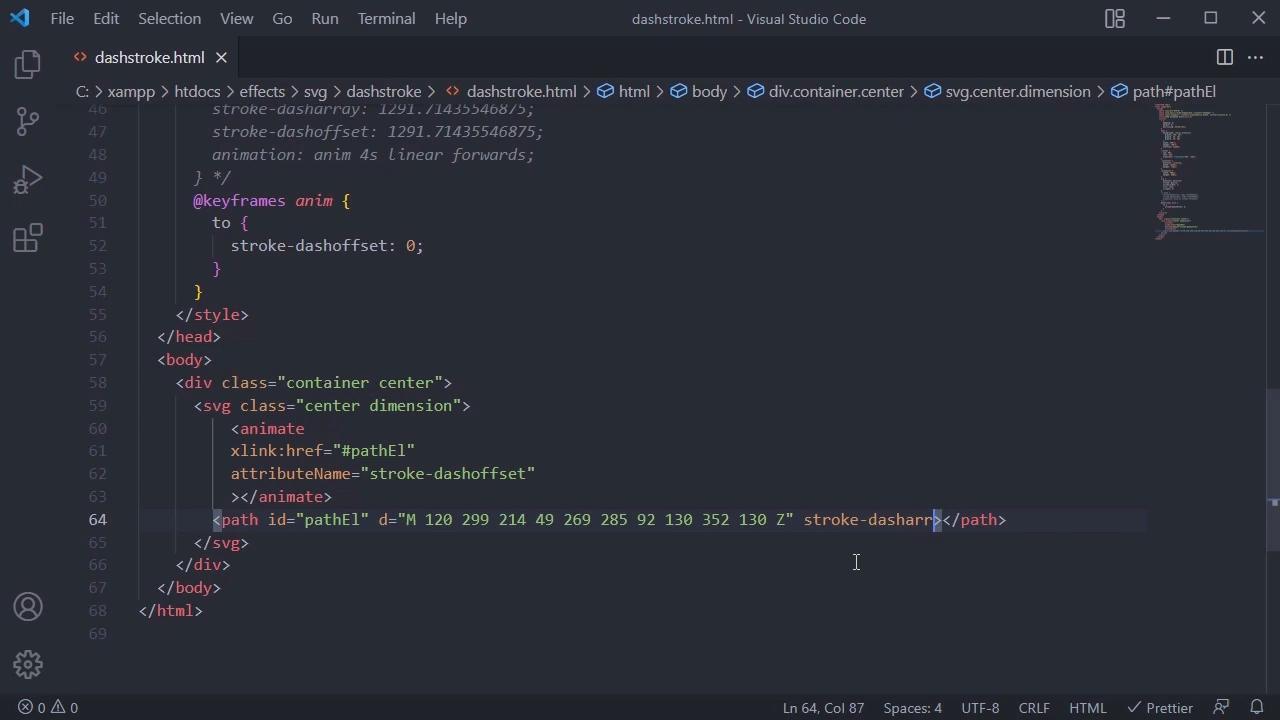 File Edit Selection View Go Run Terminal Help dashstroke.html - Visual Studio Code
dashstroke.html
C: > xampp > htdocs > effects > svg > dashstroke > dashstroke.html > html > body > div.container.center > svg.center.dimension > path#pathEl
46 stroke-dasharray: 1291.71435546875;
47 stroke-dashoffset: 1291.71435546875;
48 animation: anim 4s linear forwards;
49 } */
50 @keyframes anim {
51 to {
52 stroke-dashoffset: 0;
53 }
54 }
55 </style>
56 </head>
57 <body>
58 <div class="container center">
59 <svg class="center dimension">
60 <animate
61 xlink:href="#pathEl"
62 attributeName="stroke-dashoffset"
63 ></animate>
64 <path id="pathEl" d="M 120 299 214 49 269 285 92 130 352 130 Z" stroke-dasharr></path>
65 </svg>
66 </div>
67 </body>
68 </html>
69
0 0 Ln 64, Col 87 Spaces: 4 UTF-8 CRLF HTML Prettier